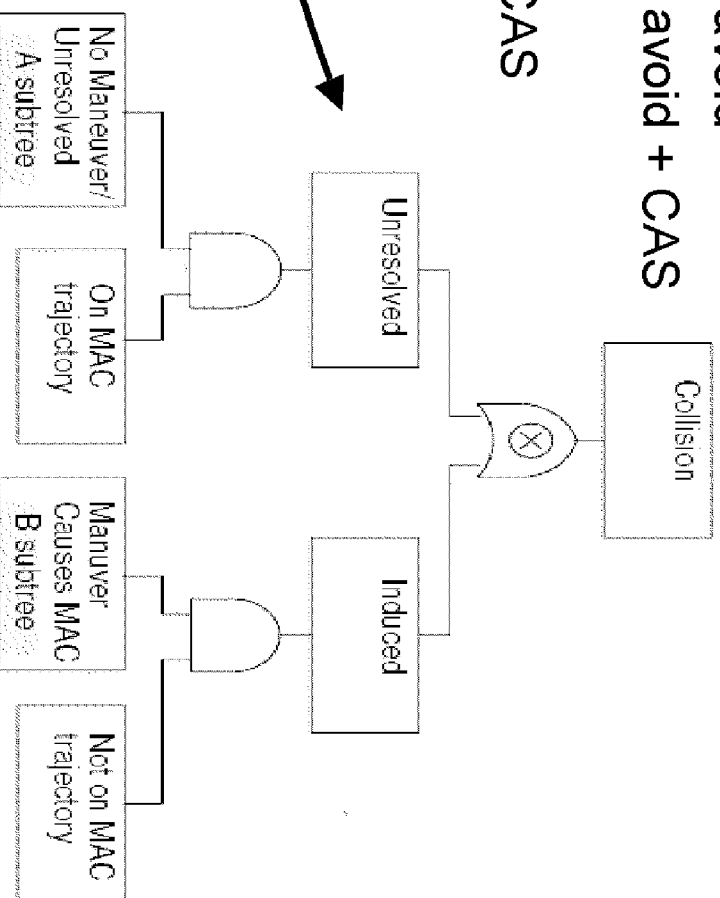 avoid
avoid + CAS
CAS
Collision
Unresolved
Induced
No Maneuver/
Unresolved
A subtree
On MAC
trajectory
Manuver
Causes MAC
B subtree
Not on MAC
trajectory